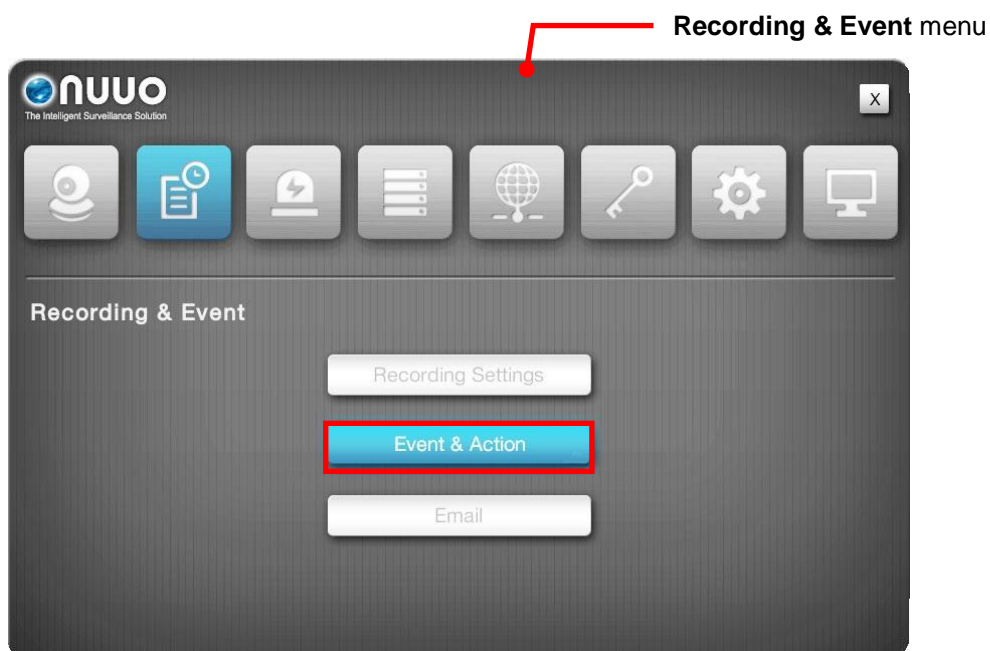 Recording & Event menu
nuuo
The Intelligent Surveillance Solution
X
Recording & Event
Recording Settings
Event & Action
Email